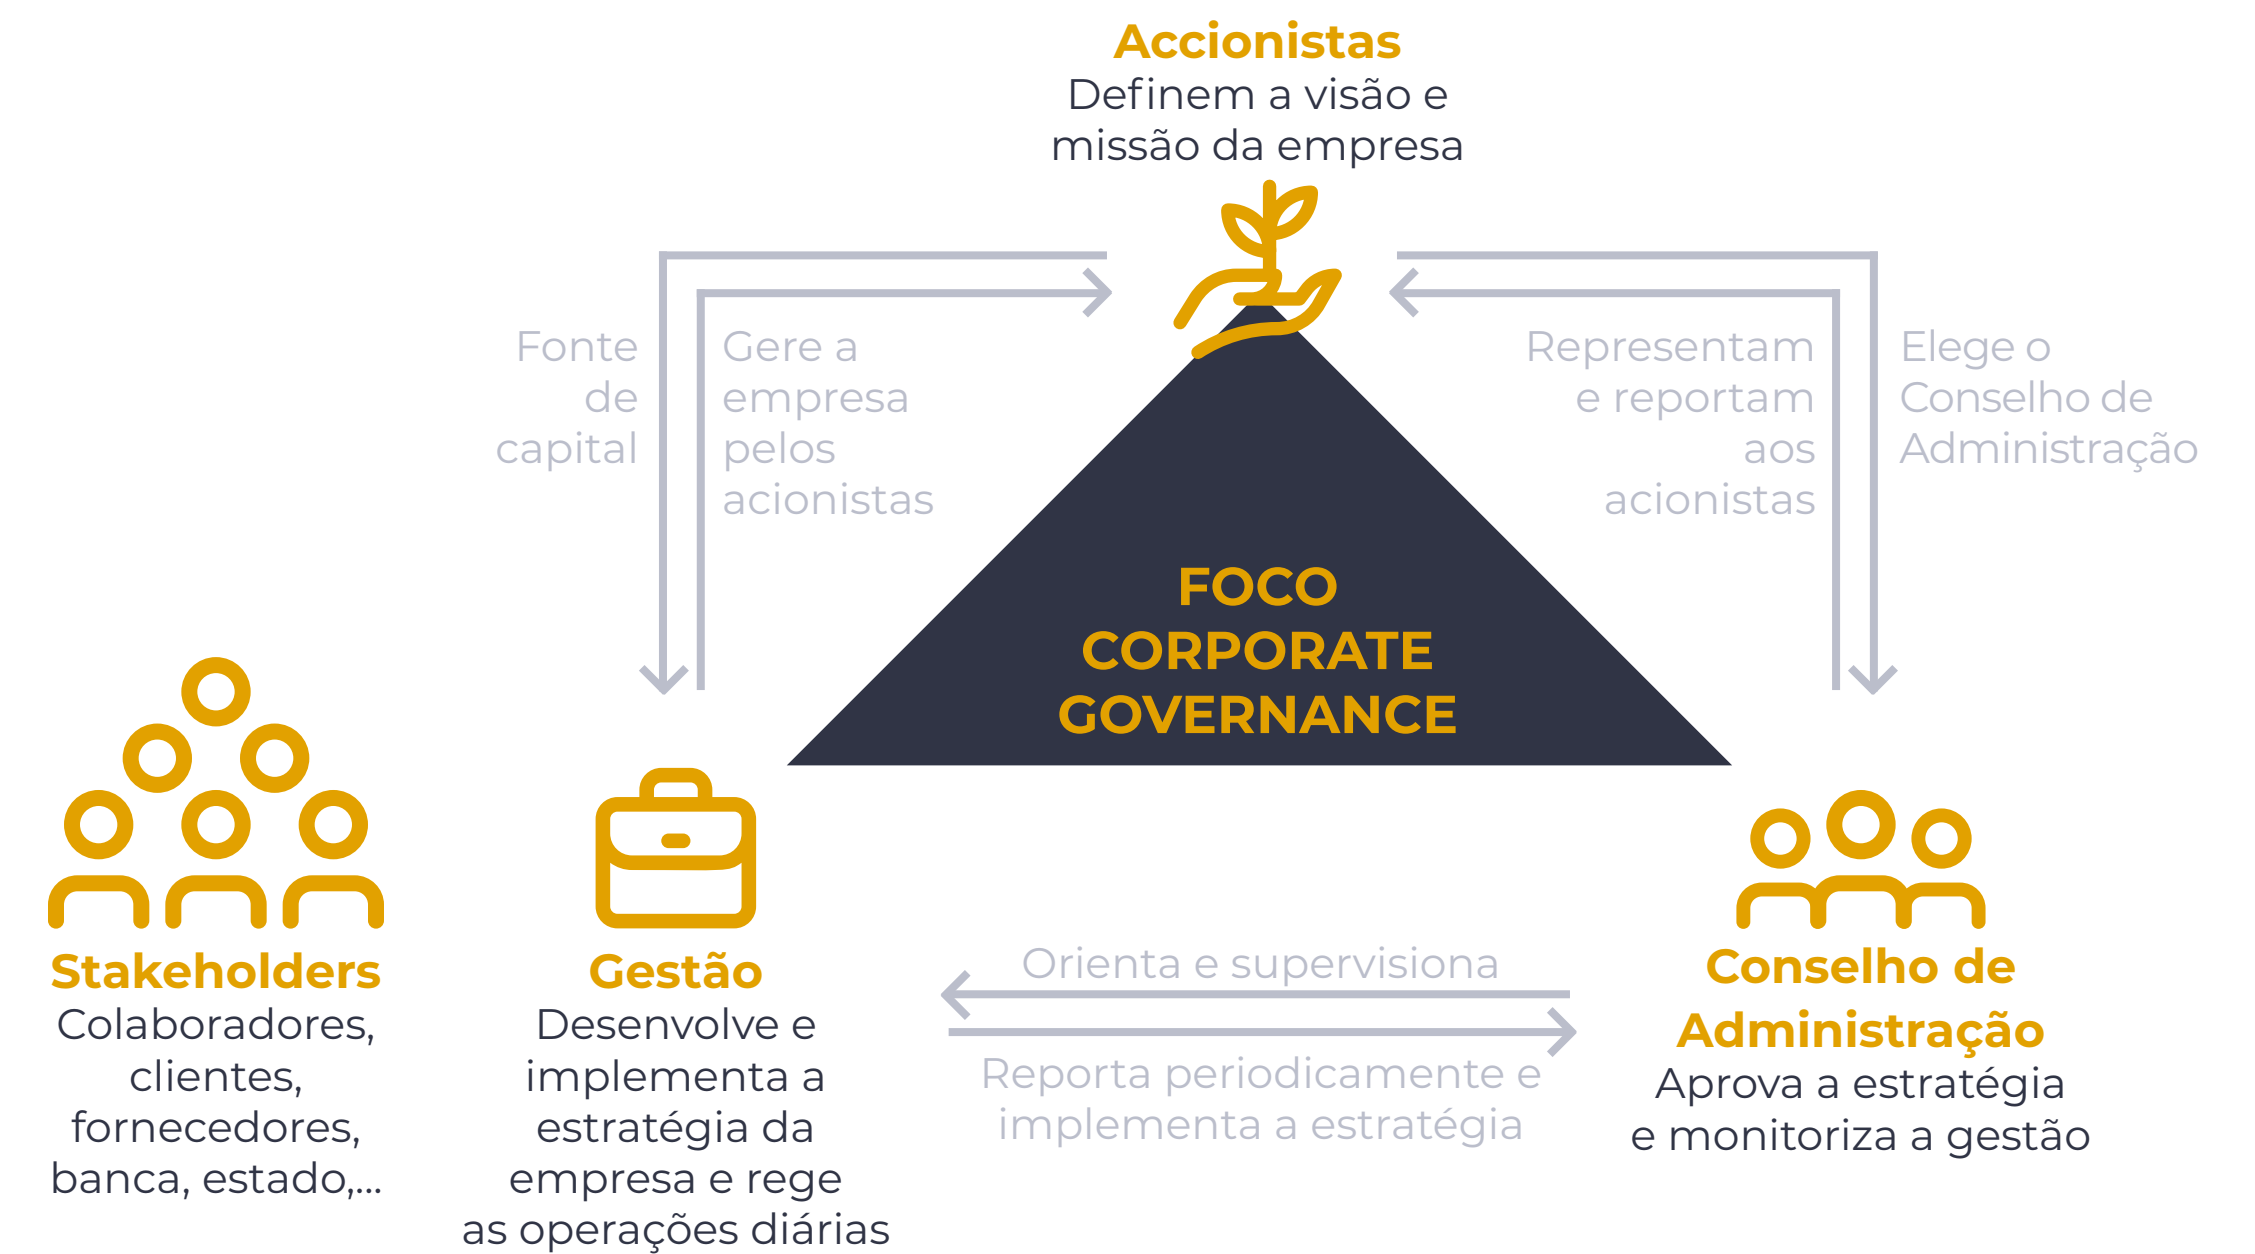 Accionistas
Definem a visão e
missão da empresa
Fonte
de
capital
Gere a
empresa
pelos
acionistas
Representam
e reportam
aos
acionistas
Elege o
Conselho de
Administração
FOCO
CORPORATE
GOVERNANCE
Stakeholders
Colaboradores,
clientes,
fornecedores,
banca, estado,...
Gestão
Desenvolve e
implementa a
estratégia da
empresa e rege
as operações diárias
Orienta e supervisiona
Reporta periodicamente e
implementa a estratégia
Conselho de
Administração
Aprova a estratégia
e monitoriza a gestão